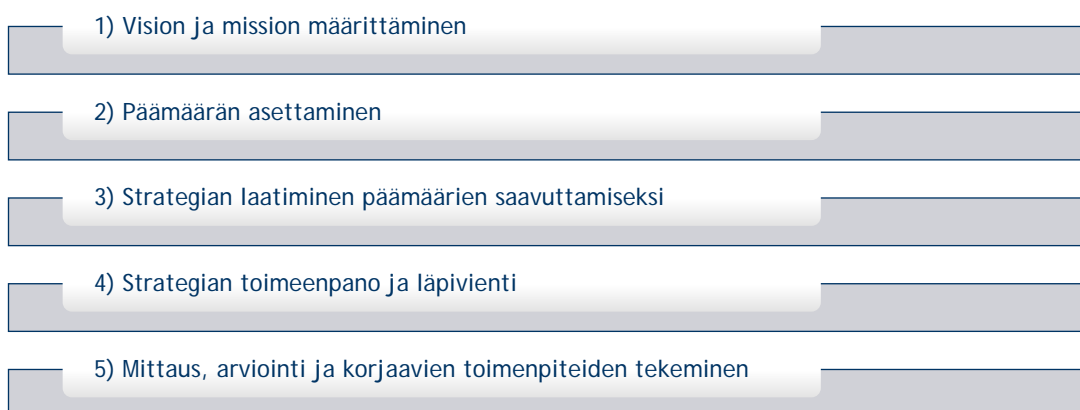 1) Vision ja mission määrittäminen
2) Päämäärän asettaminen
3) Strategian laatiminen päämäärien saavuttamiseksi
4) Strategian toimeenpano ja läpivienti
5) Mittaus, arviointi ja korjaavien toimenpiteiden tekeminen